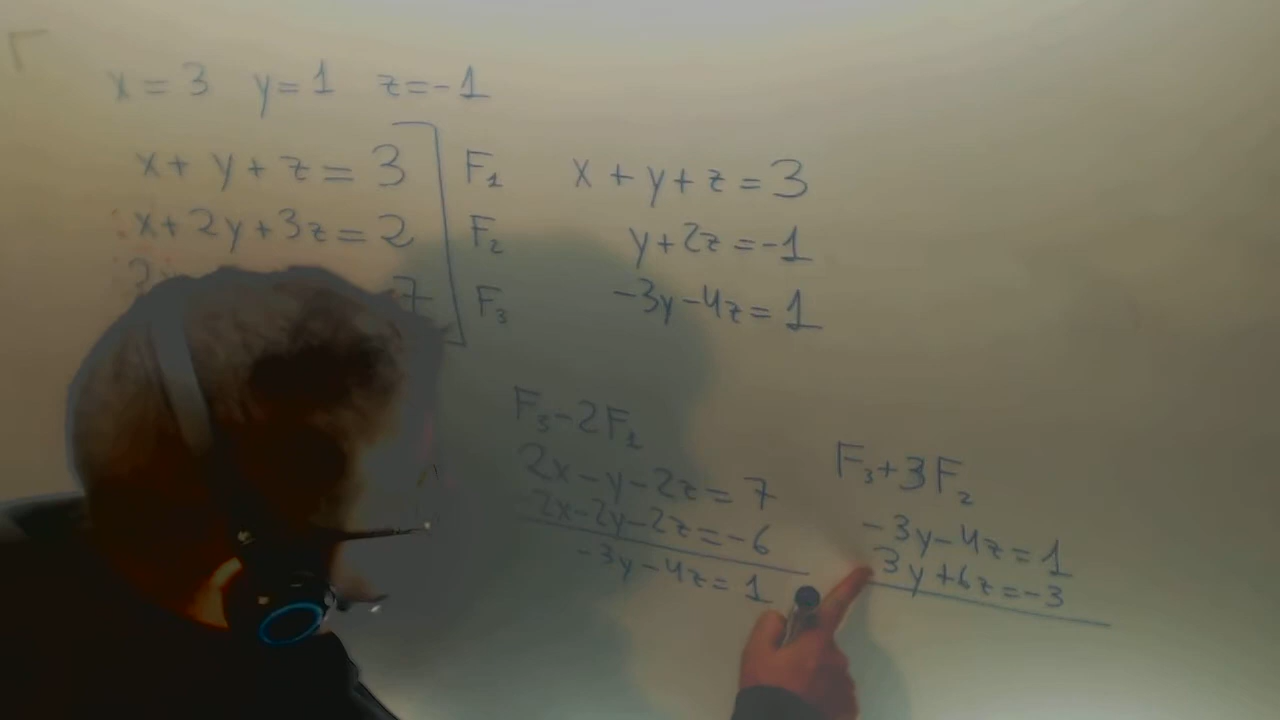 x = 3 y = 1 z = -1
x + y + z = 3 F₁
x + 2y + 3z = 2 F₂
7 F₃
x + y + z = 3
y + 2z = -1
-3y - 4z = 1
F₃ - 2F₁
2x - y - 2z = 7
2x - 2y - 2z = -6
-3y - 4z = 1
F₃ + 3F₂
-3y - 4z = 1
3y + 6z = -3